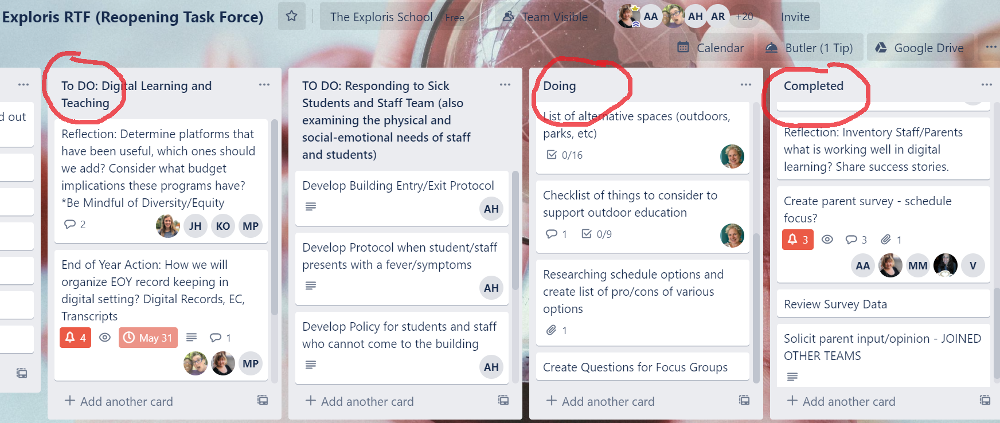 Exploris RTF (Reopening Task Force)
The Exploris School Free
Team Visible
AA
AH
AR
+20
Invite
Calendar
Butler (1 Tip)
Google Drive
d out
To DO: Digital Learning and
Teaching
Reflection: Determine platforms that
have been useful, which ones should
we add? Consider what budget
implications these programs have?
*Be Mindful of Diversity/Equity
2
JH
KO
MP
End of Year Action: How we will
organize EOY record keeping in
digital setting? Digital Records, EC,
Transcripts
4
May 31
1
MP
+ Add another card
TO DO: Responding to Sick
Students and Staff Team (also
examining the physical and
social-emotional needs of staff
and students)
Develop Building Entry/Exit Protocol
AH
Develop Protocol when student/staff
presents with a fever/symptoms
AH
Develop Policy for students and staff
who cannot come to the building
AH
+ Add another card
Doing
List of alternative spaces (outdoors,
parks, etc)
0/16
Checklist of things to consider to
support outdoor education
1
0/9
Researching schedule options and
create list of pro/cons of various
options
1
Create Questions for Focus Groups
+ Add another card
Completed
Reflection: Inventory Staff/Parents
what is working well in digital
learning? Share success stories.
Create parent survey - schedule
focus?
3
3
1
AA
MM
V
Review Survey Data
Solicit parent input/opinion - JOINED
OTHER TEAMS
+ Add another card